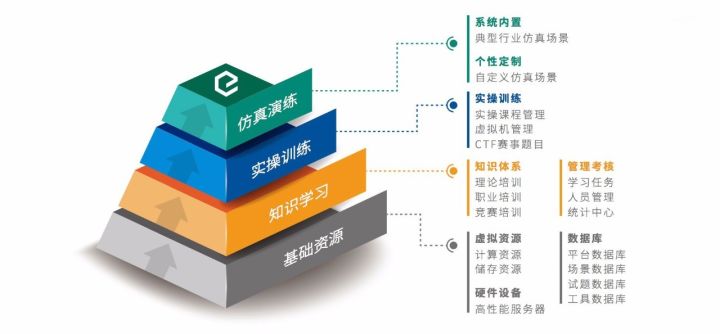 仿真演练
实操训练
知识学习
基础资源
系统内置
典型行业仿真场景
个性定制
自定义仿真场景
实操训练
实操课程管理
虚拟机管理
CTF赛事题目
知识体系
理论培训
职业培训
竞赛培训
管理考核
学习任务
人员管理
统计中心
虚拟资源
计算资源
储存资源
硬件设备
高性能服务器
数据库
平台数据库
场景数据库
试题数据库
工具数据库